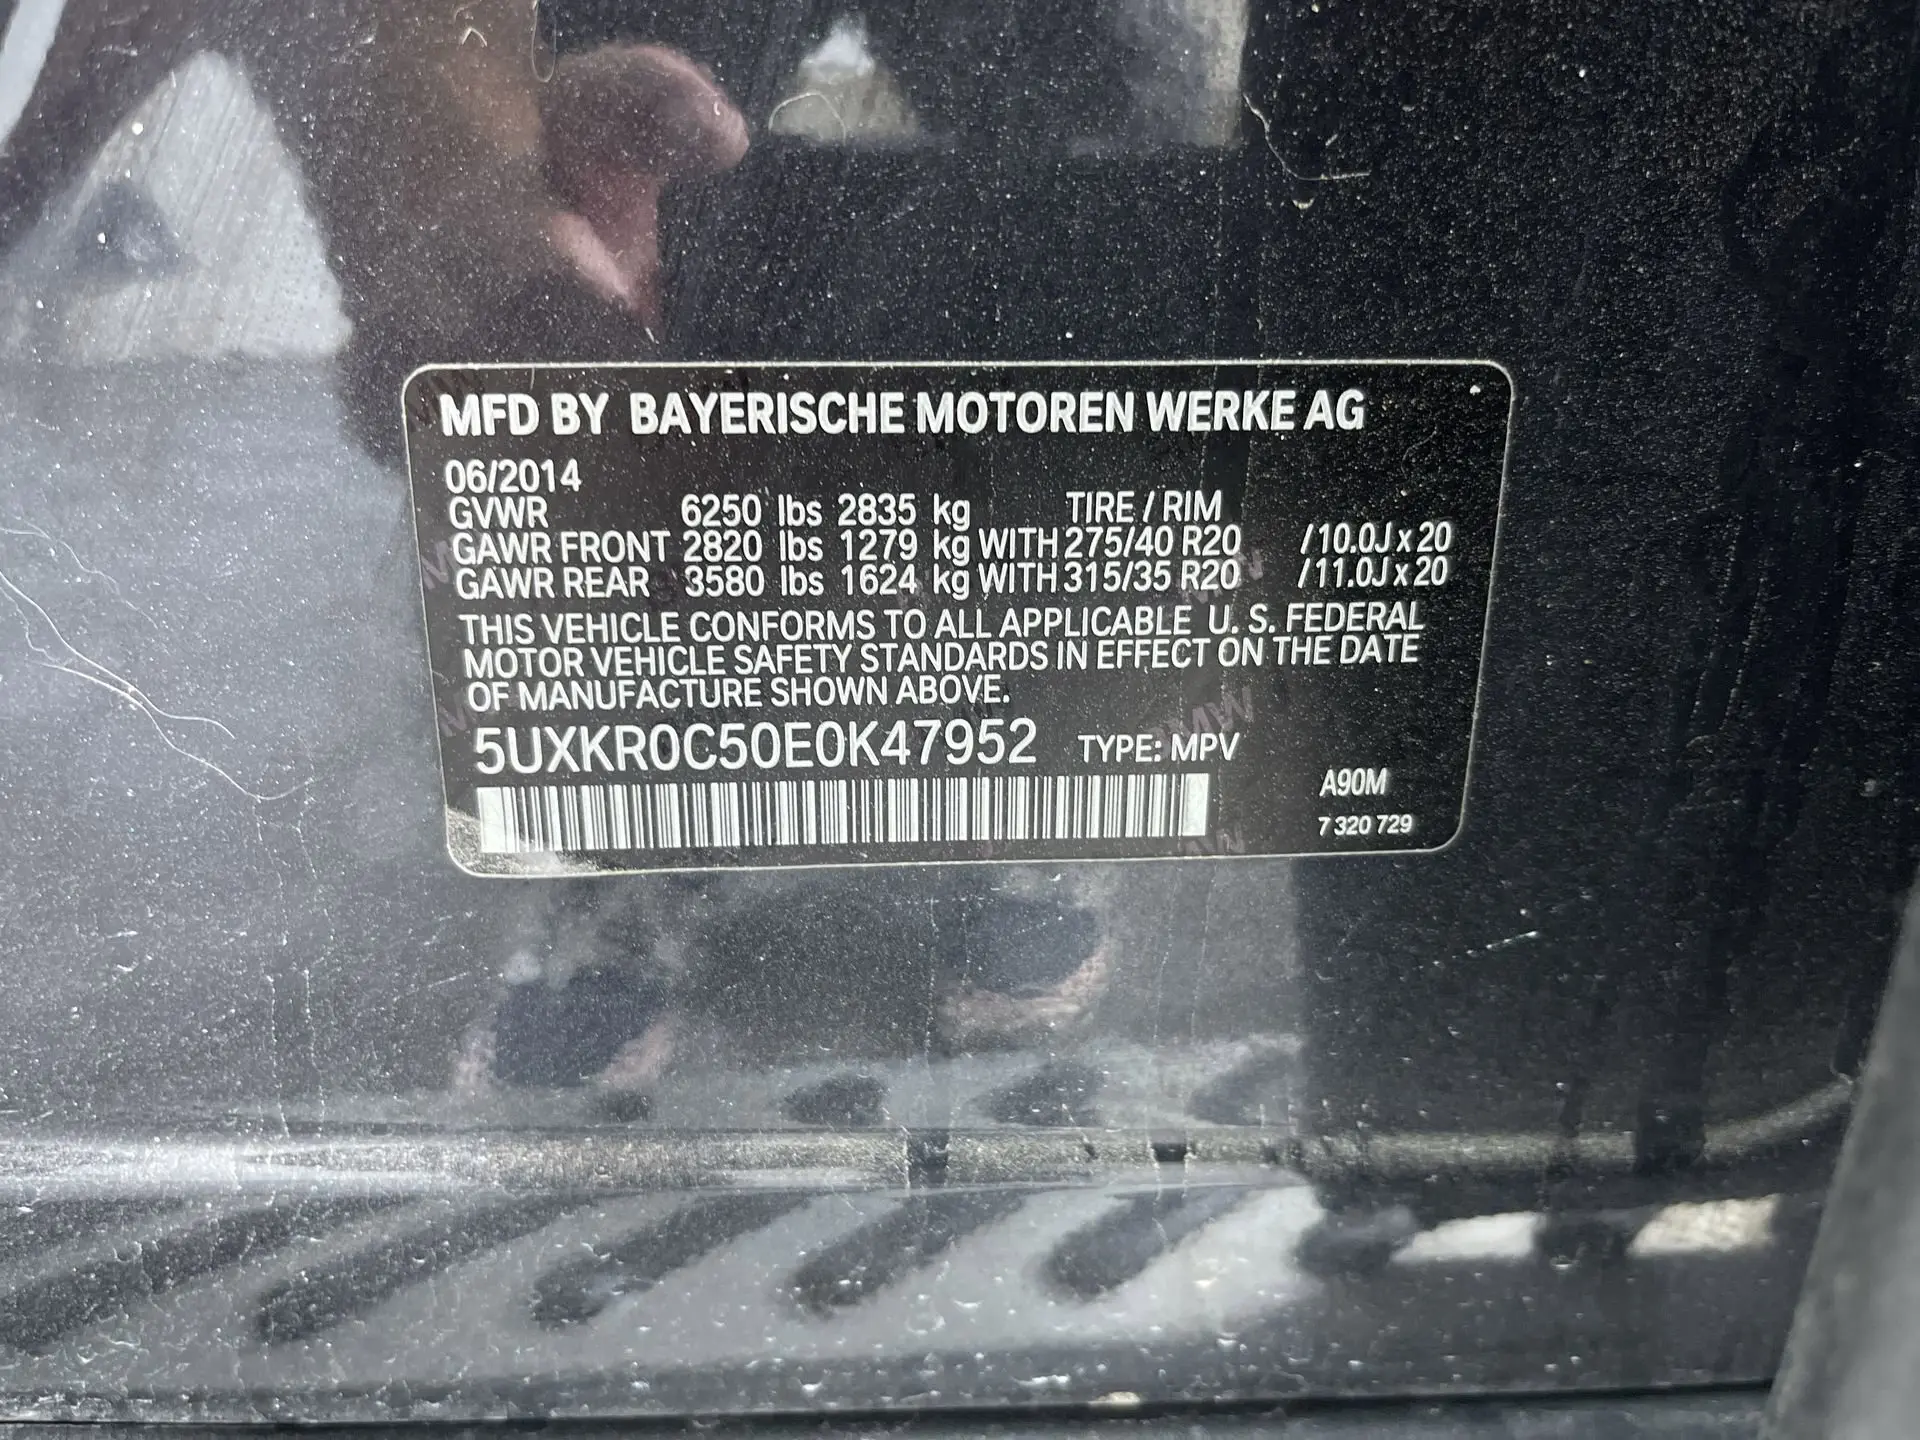 MFD BY BAYERISCHE MOTOREN WERKE AG
06/2014
GVWR 6250 lbs 2835 kg TIRE / RIM
GAWR FRONT 2820 lbs 1279 kg WITH 275/40 R20 /10.0J x 20
GAWR REAR 3580 lbs 1624 kg WITH 315/35 R20 /11.0J x 20
THIS VEHICLE CONFORMS TO ALL APPLICABLE U. S. FEDERAL
MOTOR VEHICLE SAFETY STANDARDS IN EFFECT ON THE DATE
OF MANUFACTURE SHOWN ABOVE.
5UXKR0C50E0K47952 TYPE: MPV
A90M
7 320 729